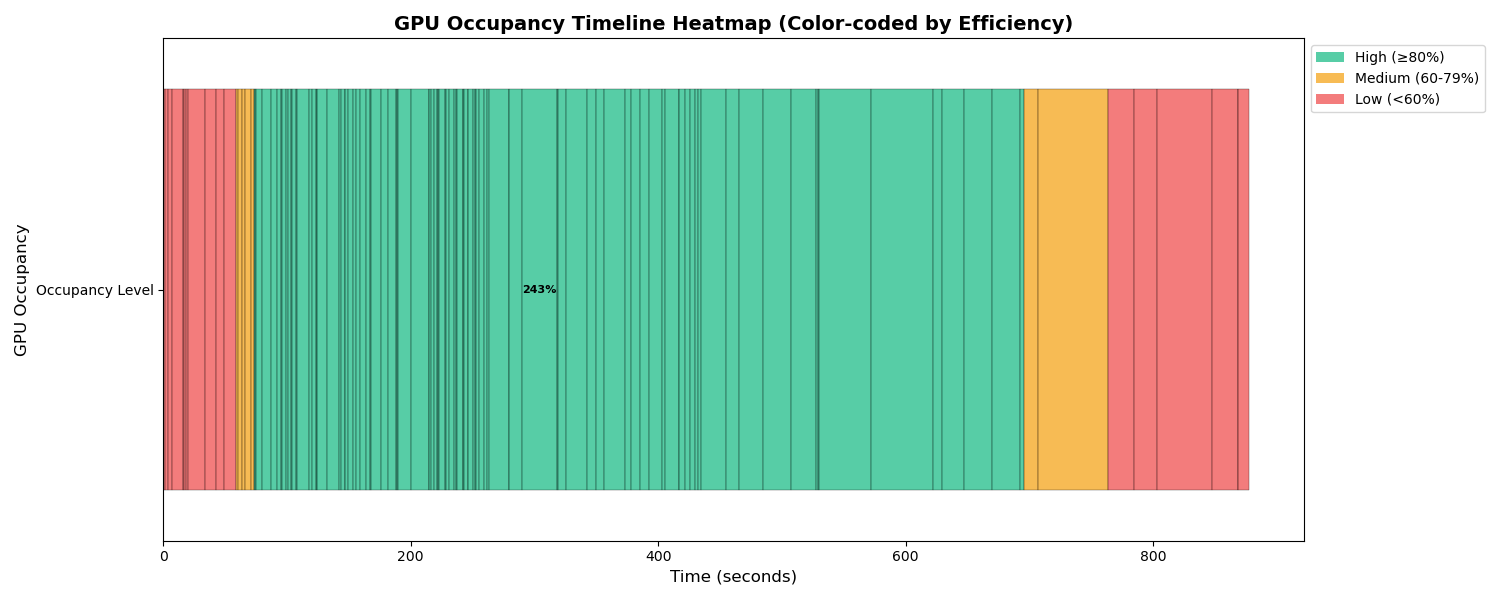 GPU Occupancy Timeline Heatmap (Color-coded by Efficiency)
High (≥80%)
Medium (60-79%)
Low (<60%)
GPU Occupancy
Occupancy Level
243%
0 200 400 600 800
Time (seconds)